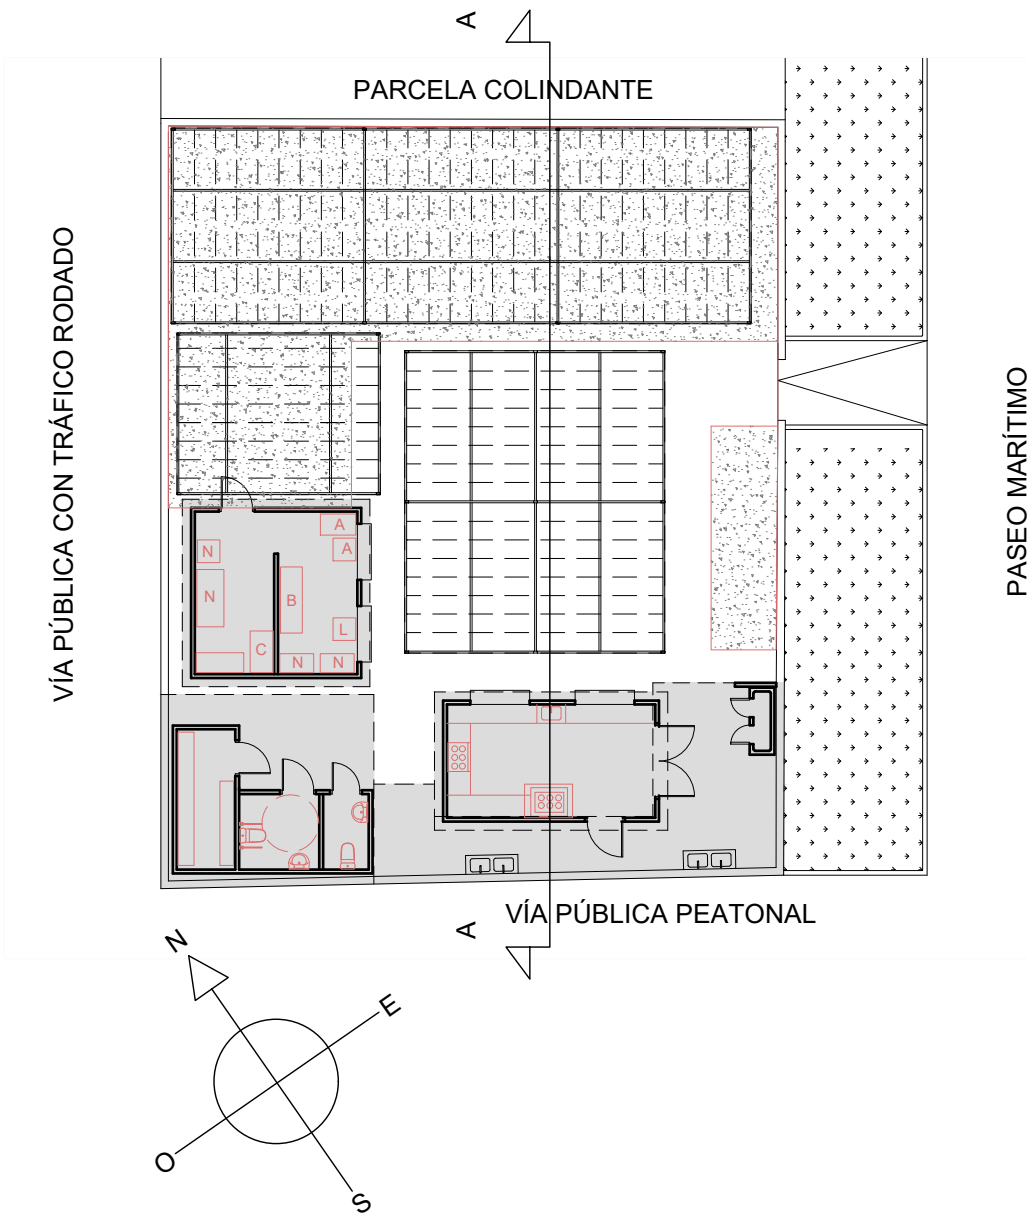 A
PARCELA COLINDANTE
VÍA PÚBLICA CON TRÁFICO RODADO
PASEO MARÍTIMO
A
N
A
N
B
L
C
N
N
VÍA PÚBLICA PEATONAL
A
N
E
O
S